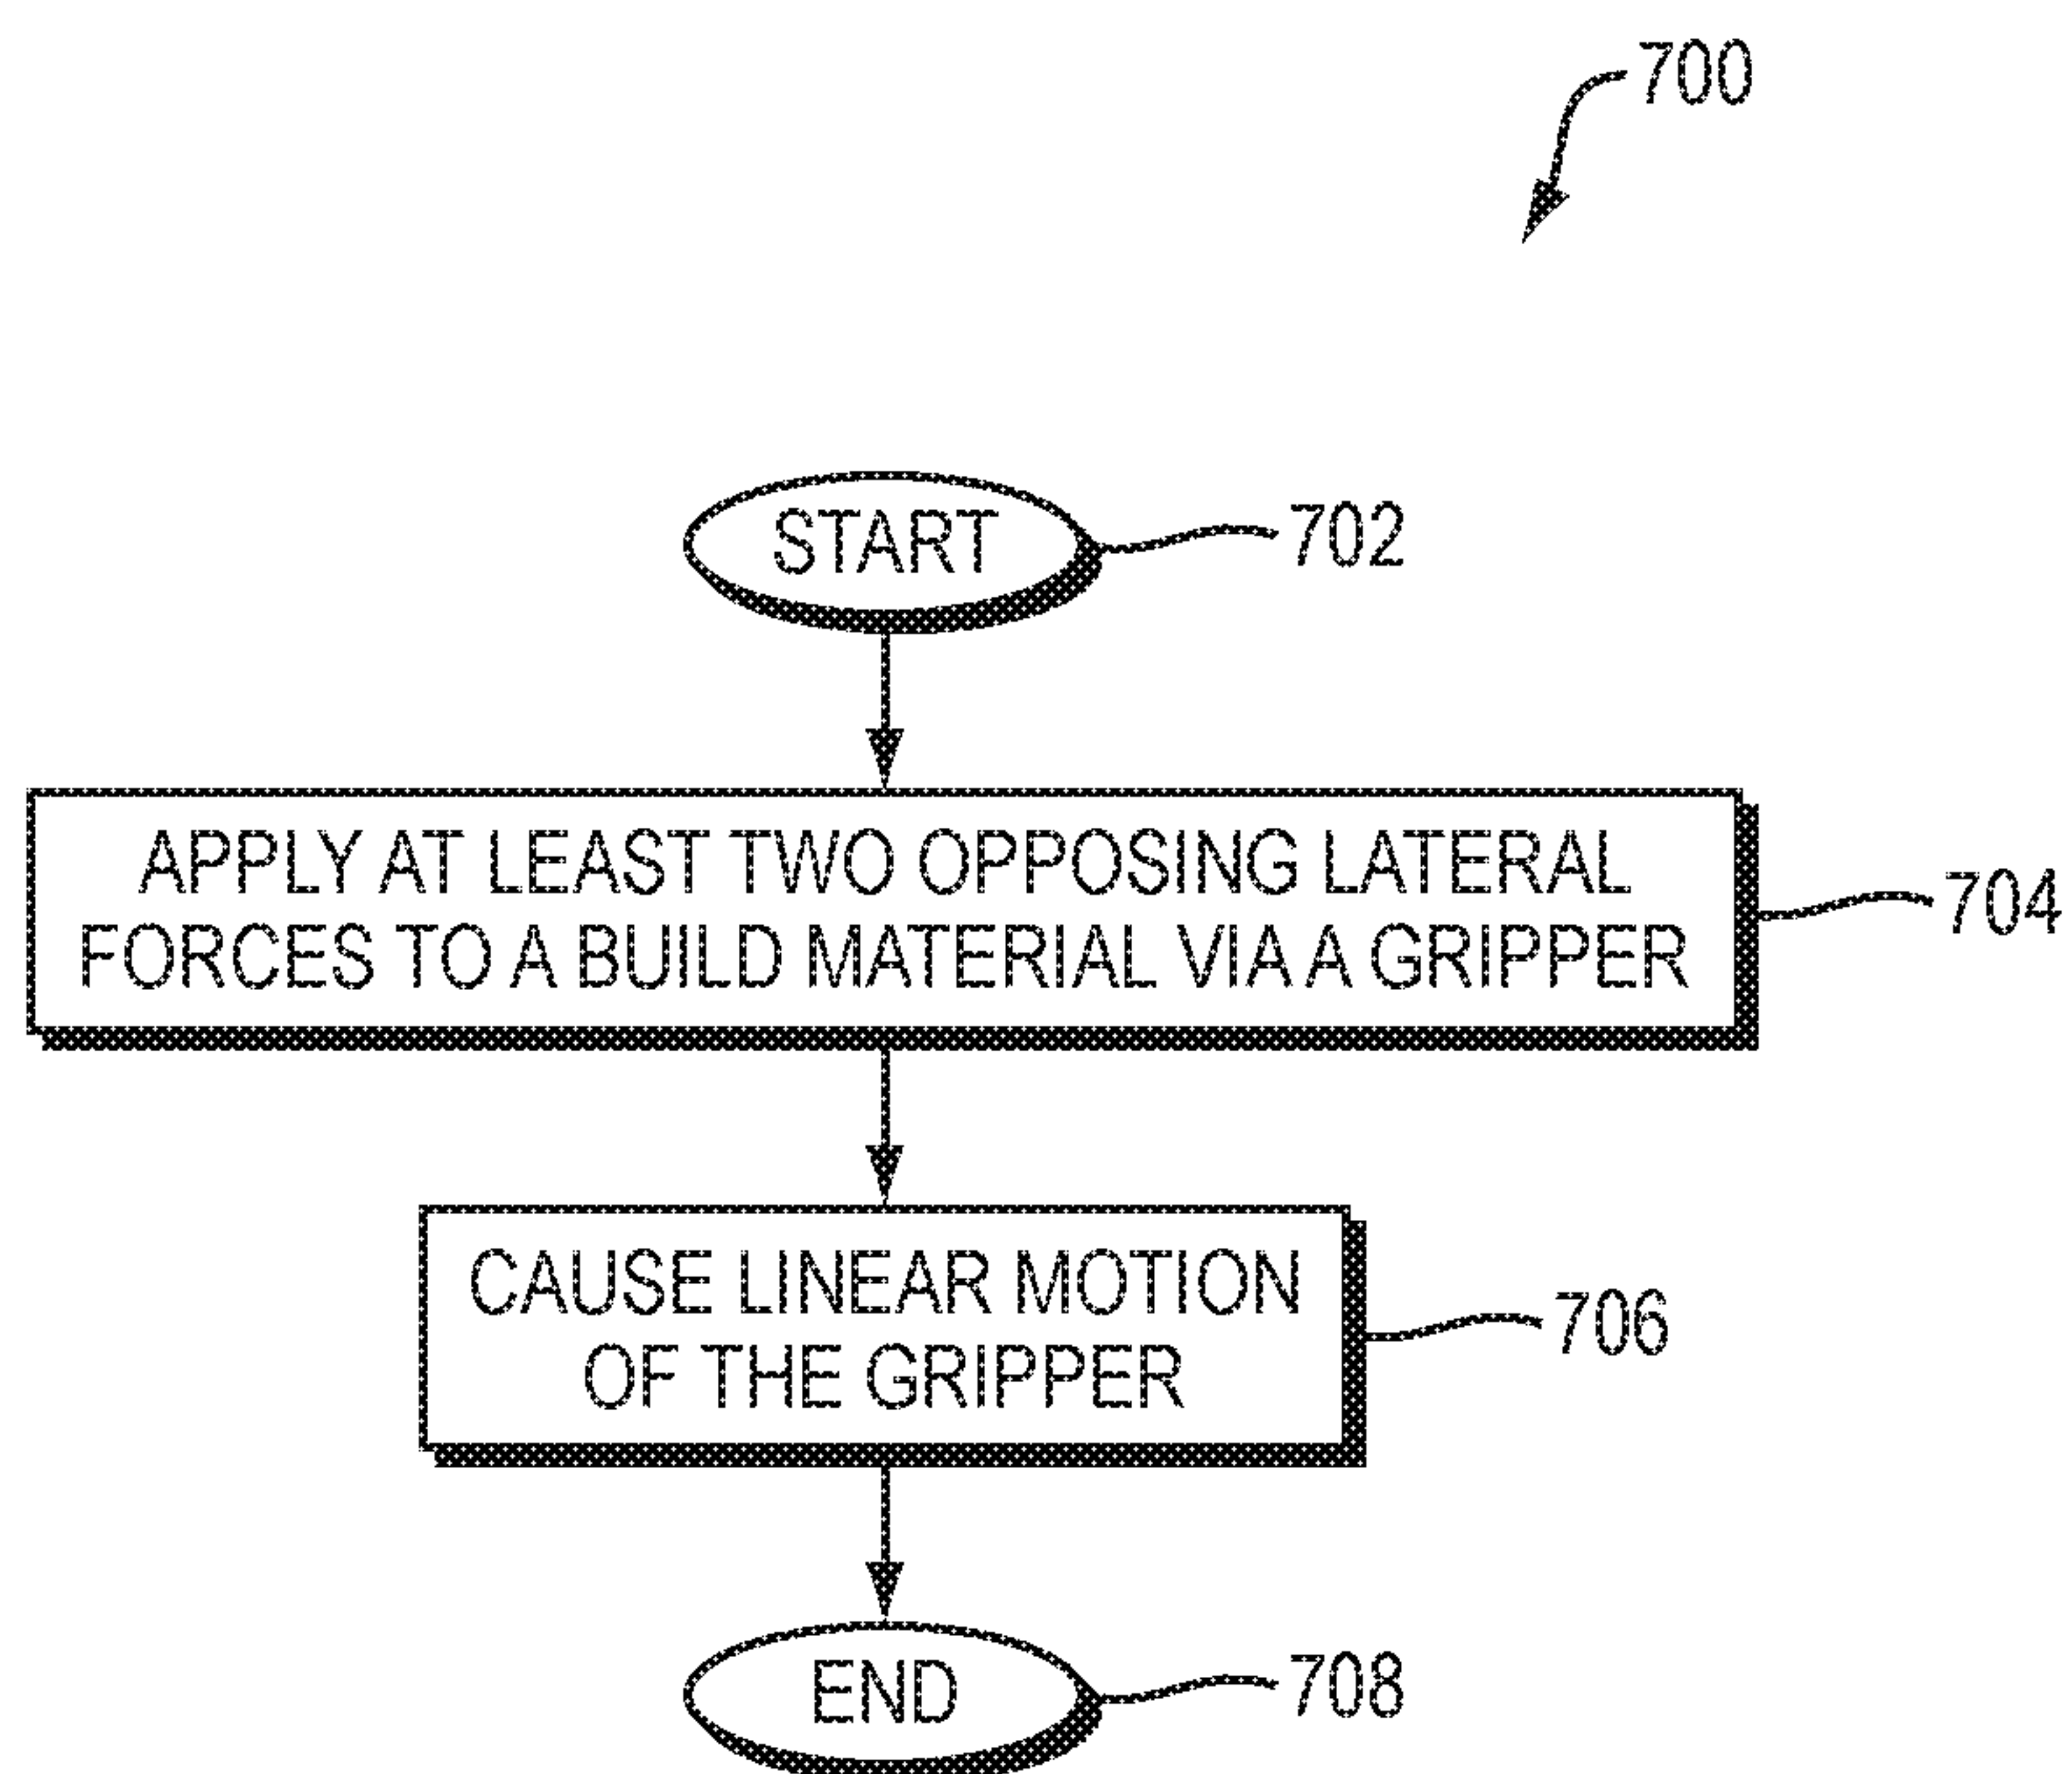 700
START
702
APPLY AT LEAST TWO OPPOSING LATERAL
FORCES TO A BUILD MATERIAL VIA A GRIPPER
704
CAUSE LINEAR MOTION
OF THE GRIPPER
706
END
708